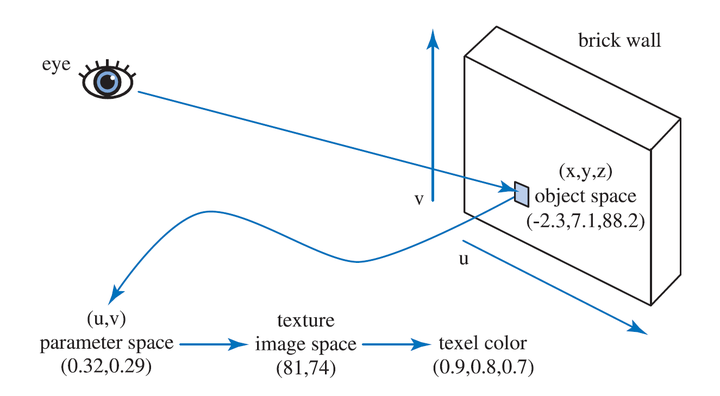 brick wall
eye
(x,y,z)
object space
(-2.3,7.1,88.2)
v
u
(u,v)
parameter space
(0.32,0.29)
texture
image space
(81,74)
texel color
(0.9,0.8,0.7)